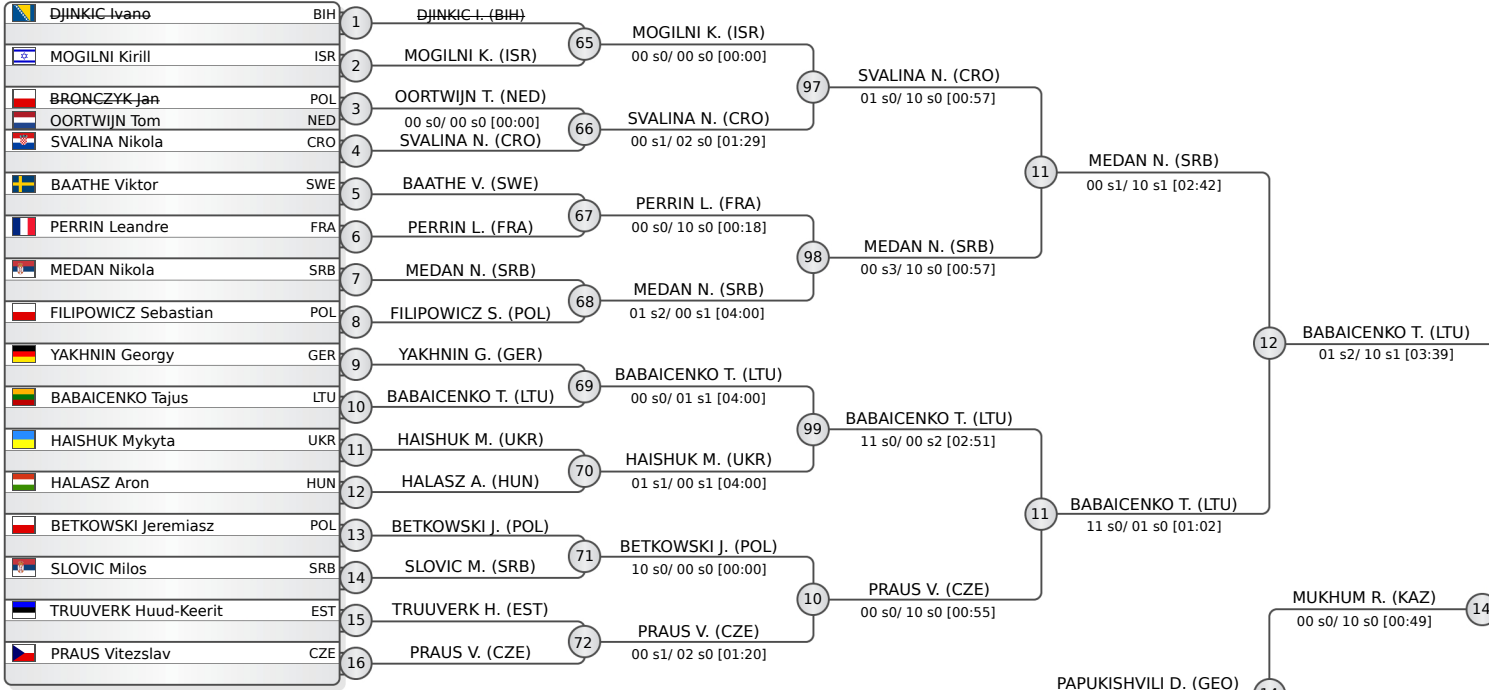 DJINKIC Ivano BIH
MOGILNI Kirill ISR
BRONCZYK Jan POL
OORTWIJN Tom NED
SVALINA Nikola CRO
BAATHE Viktor SWE
PERRIN Leandre FRA
MEDAN Nikola SRB
FILIPOWICZ Sebastian POL
YAKHNIN Georgy GER
BABAICENKO Tajus LTU
HAISHUK Mykyta UKR
HALASZ Aron HUN
BETKOWSKI Jeremiasz POL
SLOVIC Milos SRB
TRUUVERK Huud-Keerit EST
PRAUS Vitezslav CZE
1
2
3
4
5
6
7
8
9
10
11
12
13
14
15
16
DJINKIC I. (BIH)
MOGILNI K. (ISR)
OORTWIJN T. (NED)
00 s0/ 00 s0 [00:00]
SVALINA N. (CRO)
BAATHE V. (SWE)
PERRIN L. (FRA)
MEDAN N. (SRB)
FILIPOWICZ S. (POL)
YAKHNIN G. (GER)
BABAICENKO T. (LTU)
HAISHUK M. (UKR)
HALASZ A. (HUN)
BETKOWSKI J. (POL)
SLOVIC M. (SRB)
TRUUVERK H. (EST)
PRAUS V. (CZE)
65
66
67
68
69
70
71
72
MOGILNI K. (ISR)
00 s0/ 00 s0 [00:00]
SVALINA N. (CRO)
00 s1/ 02 s0 [01:29]
PERRIN L. (FRA)
00 s0/ 10 s0 [00:18]
MEDAN N. (SRB)
01 s2/ 00 s1 [04:00]
BABAICENKO T. (LTU)
00 s0/ 01 s1 [04:00]
HAISHUK M. (UKR)
01 s1/ 00 s1 [04:00]
BETKOWSKI J. (POL)
10 s0/ 00 s0 [00:00]
PRAUS V. (CZE)
00 s1/ 02 s0 [01:20]
97
98
99
10
SVALINA N. (CRO)
01 s0/ 10 s0 [00:57]
MEDAN N. (SRB)
00 s3/ 10 s0 [00:57]
BABAICENKO T. (LTU)
11 s0/ 00 s2 [02:51]
PRAUS V. (CZE)
00 s0/ 10 s0 [00:55]
11
11
MEDAN N. (SRB)
00 s1/ 10 s1 [02:42]
BABAICENKO T. (LTU)
11 s0/ 01 s0 [01:02]
12
BABAICENKO T. (LTU)
01 s2/ 10 s1 [03:39]
MUKHUM R. (KAZ)
00 s0/ 10 s0 [00:49]
14
PAPUKISHVILI D. (GEO)